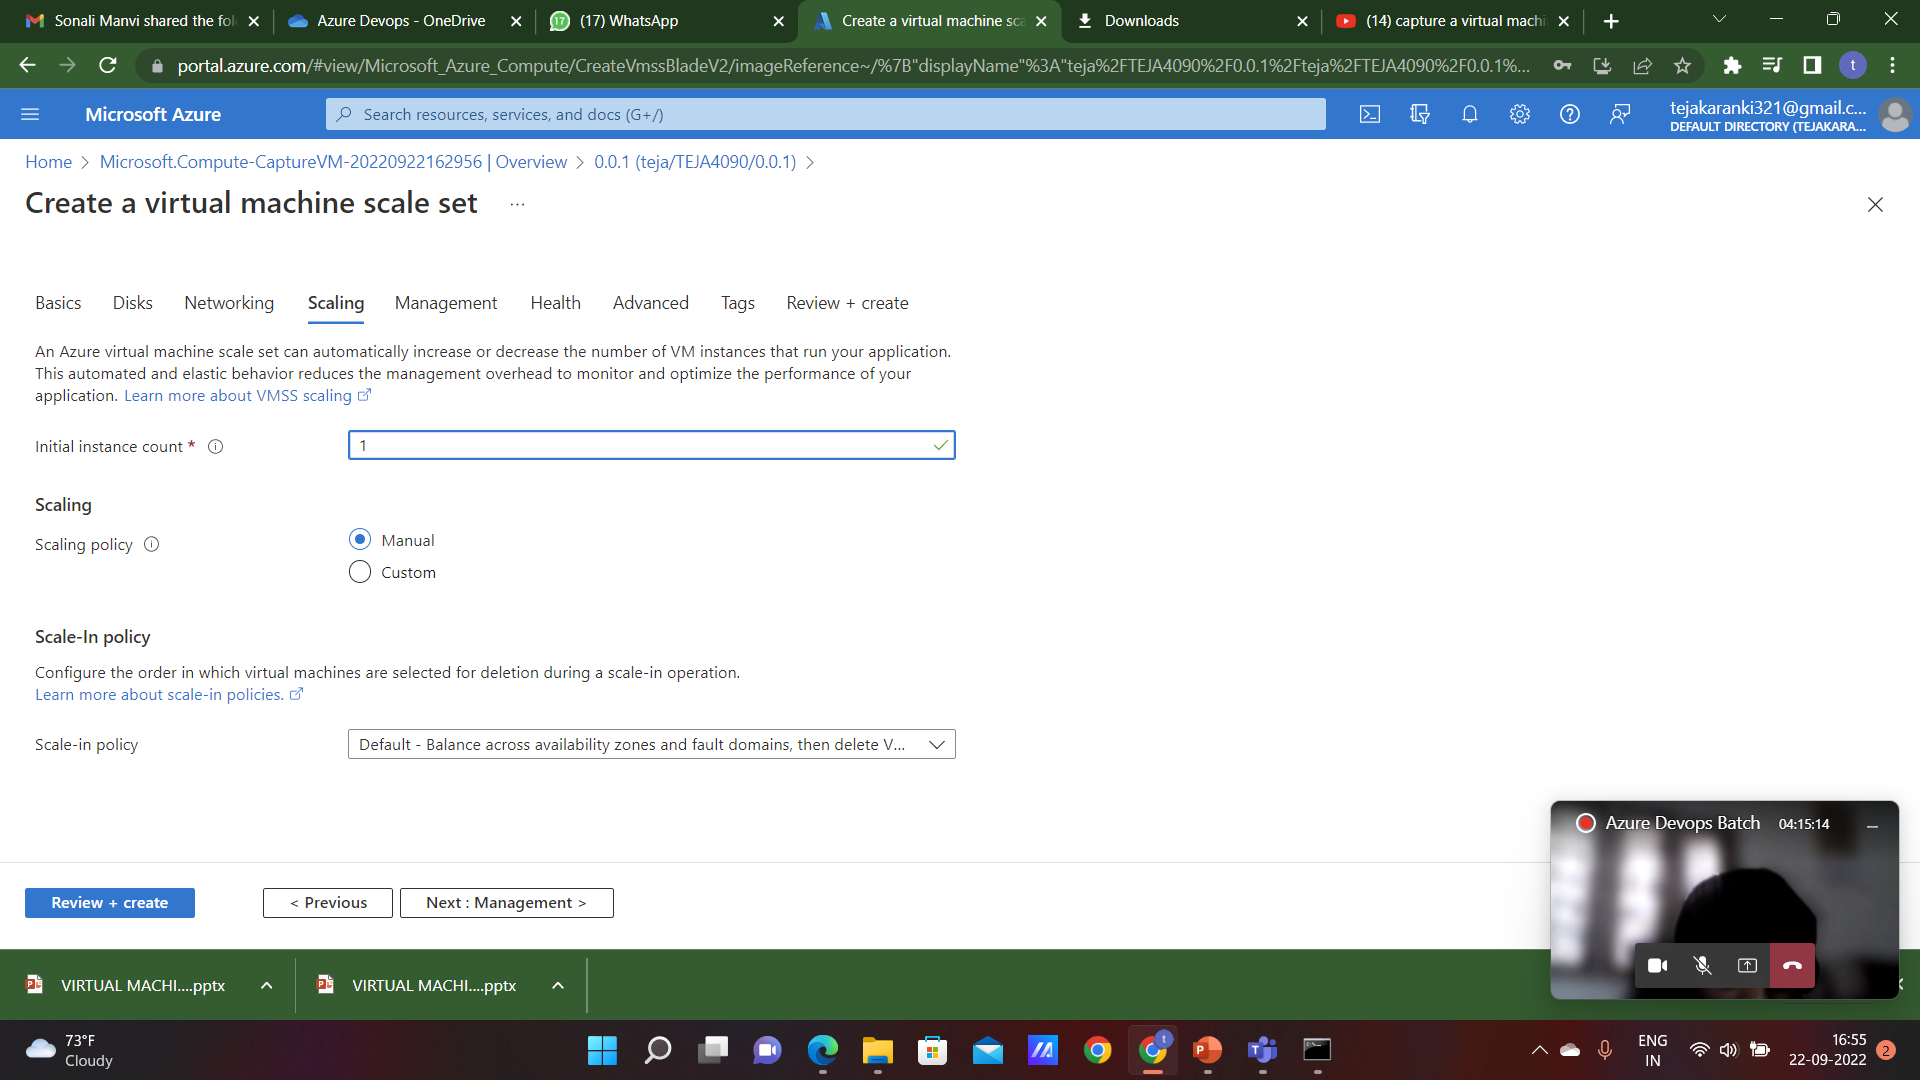 Sonali Manvi shared the fol
Azure Devops - OneDrive
(17) WhatsApp
Create a virtual machine sca
Downloads
(14) capture a virtual machi
portal.azure.com/#view/Microsoft_Azure_Compute/CreateVmssBladeV2/imageReference~/%7B"displayName"%3A"teja%2FTEJA4090%2F0.0.1%2Fteja%2FTEJA4090%2F0.0.1%...
t
Microsoft Azure
Search resources, services, and docs (G+/)
tejakaranki321@gmail.c...
DEFAULT DIRECTORY (TEJAKARA...
Home > Microsoft.Compute-CaptureVM-20220922162956 | Overview > 0.0.1 (teja/TEJA4090/0.0.1) >
Create a virtual machine scale set ...
Basics Disks Networking Scaling Management Health Advanced Tags Review + create
An Azure virtual machine scale set can automatically increase or decrease the number of VM instances that run your application.
This automated and elastic behavior reduces the management overhead to monitor and optimize the performance of your
application. Learn more about VMSS scaling
Initial instance count *
1
Scaling
Scaling policy
Manual
Custom
Scale-In policy
Configure the order in which virtual machines are selected for deletion during a scale-in operation.
Learn more about scale-in policies.
Scale-in policy
Default - Balance across availability zones and fault domains, then delete V...
Azure Devops Batch 04:15:14
Review + create
< Previous
Next : Management >
VIRTUAL MACHI....pptx
VIRTUAL MACHI....pptx
73°F
Cloudy
t
ENG
IN
16:55
22-09-2022
2